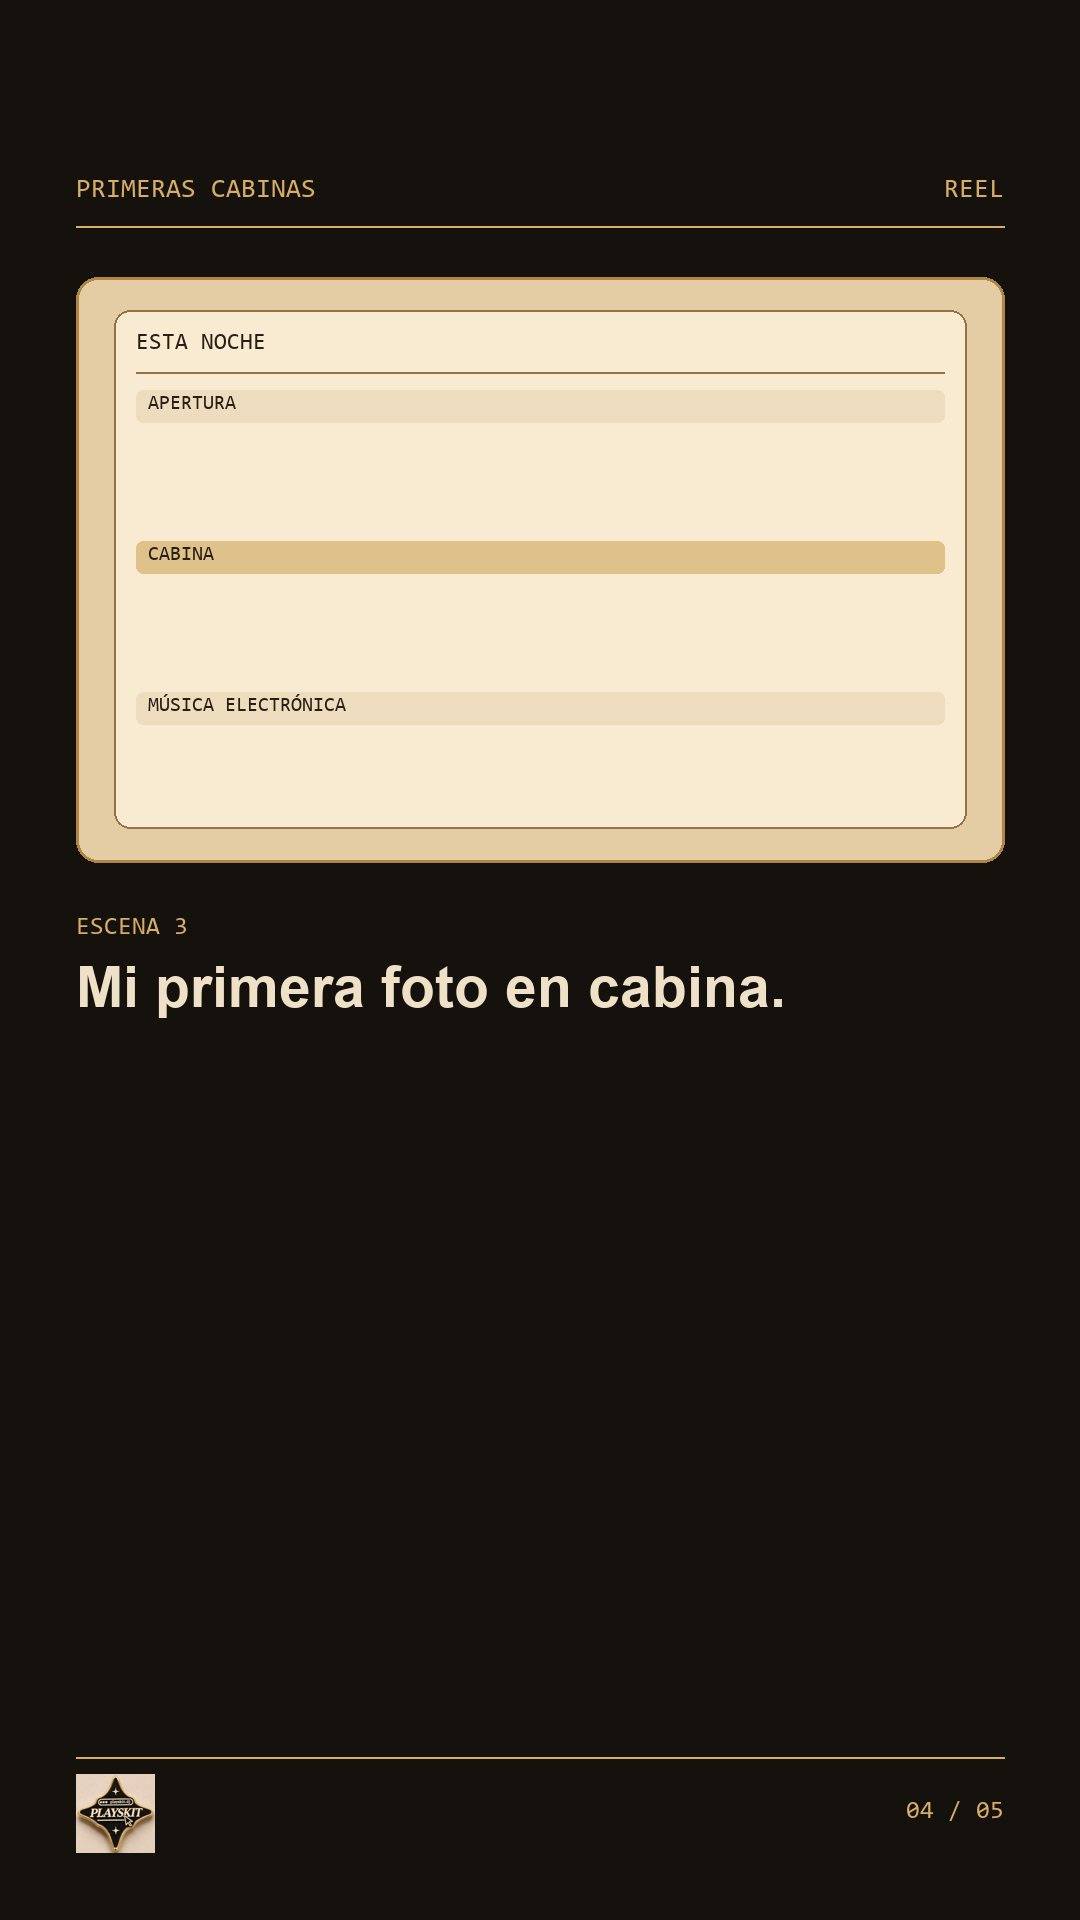 PRIMERAS CABINAS
REEL
ESTA NOCHE
APERTURA
CABINA
MÚSICA ELECTRÓNICA
ESCENA 3
Mi primera foto en cabina.
PLAYSKIT
04 / 05